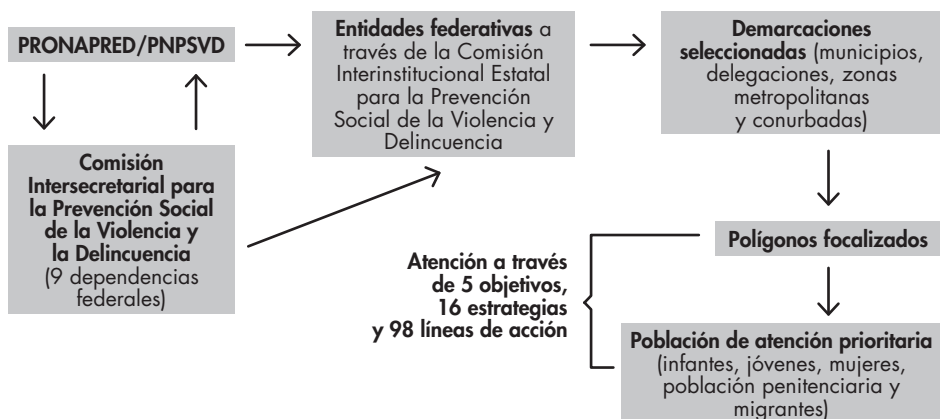 PRONAPRED/PNPSVD
Entidades federativas a
través de la Comisión
Interinstitucional Estatal
para la Prevención
Social de la Violencia y
Delincuencia
Demarcaciones
seleccionadas (municipios,
delegaciones, zonas
metropolitanas
y conurbadas)
Comisión
Intersecretarial para
la Prevención Social
de la Violencia y
la Delincuencia
(9 dependencias
federales)
Polígonos focalizados
Atención a través
de 5 objetivos,
16 estrategias
y 98 líneas de acción
Población de atención prioritaria
(infantes, jóvenes, mujeres,
población penitenciaria y
migrantes)